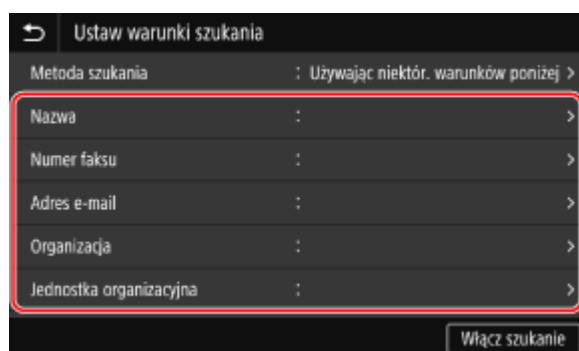 Ustaw warunki szukania
Metoda szukania : Używając niektór. warunków poniżej >
Nazwa : >
Numer faksu : >
Adres e-mail : >
Organizacja : >
Jednostka organizacyjna : >
Włącz szukanie